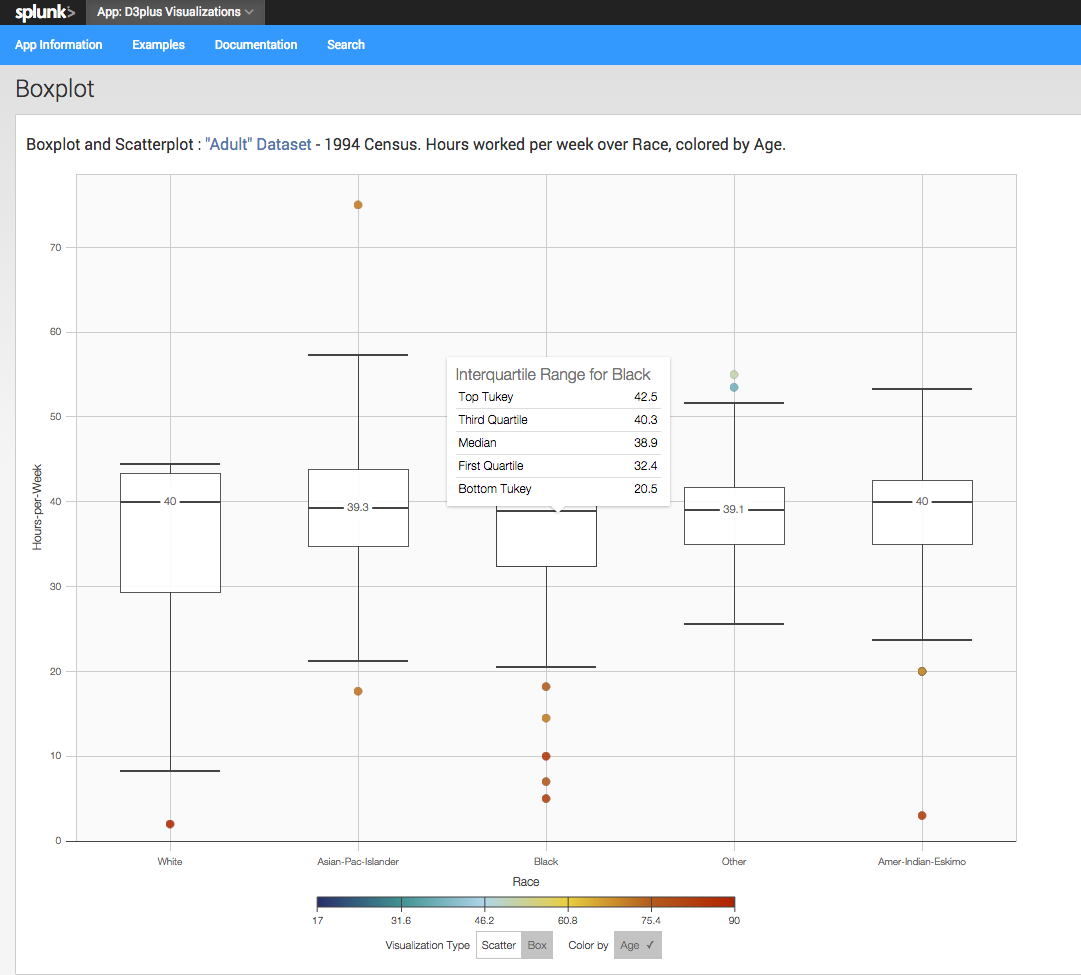 splunk> App: D3plus Visualizations
App Information Examples Documentation Search
Boxplot
Boxplot and Scatterplot : "Adult" Dataset - 1994 Census. Hours worked per week over Race, colored by Age.
Hours-per-Week
70
60
50
40
30
20
10
0
40
39.3
39.1
40
Interquartile Range for Black
Top Tukey 42.5
Third Quartile 40.3
Median 38.9
First Quartile 32.4
Bottom Tukey 20.5
White Asian-Pac-Islander Black Other Amer-Indian-Eskimo
Race
17 31.6 46.2 60.8 75.4 90
Visualization Type Scatter Box Color by Age ✓